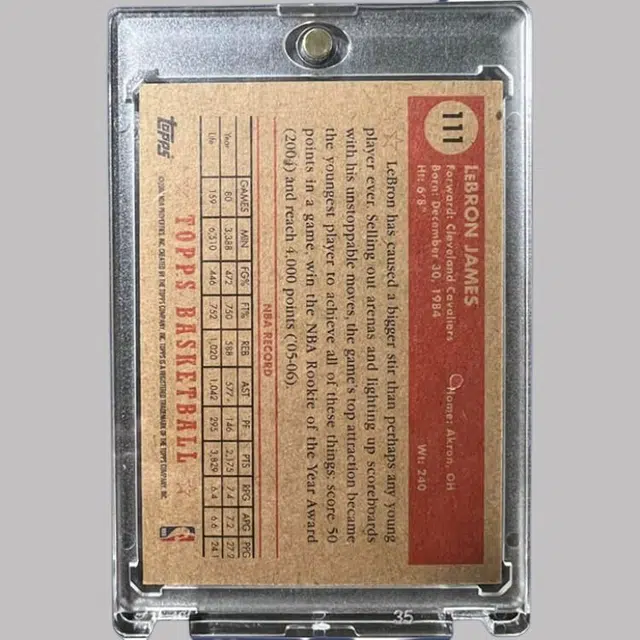 111
LeBRON JAMES
Forward: Cleveland Cavaliers
Born: December 30, 1984 Home: Akron, OH
Ht: 6'8" Wt: 240
LeBron has caused a bigger stir than perhaps any young
player ever. Selling out arenas and lighting up scoreboards
with his unstoppable moves, the game's top attraction became
the youngest player to achieve all of these things: score 50
points in a game, win the NBA Rookie of the Year Award
(2004) and reach 4,000 points ('05-06).
NBA RECORD
GAMES MIN FG% FT% REB AST PF PTS RPG APG PPG
Year 80 3,388 .472 .750 588 577 146 2,175 7.4 7.2 27.2
Life 159 6,310 .446 .752 1,020 1,042 295 3,829 6.4 6.6 24.1
TOPPS BASKETBALL
topps
35